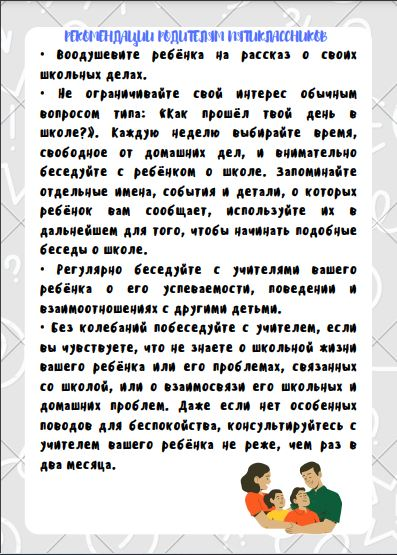 РЕКОМЕНДАЦИИ РОДИТЕЛЯМ ПЯТИКЛАССНИКОВ
• Воодушевите ребёнка на рассказ о своих
школьных делах.
• Не ограничивайте свой интерес обычным
вопросом типа: «Как прошёл твой день в
школе?». Каждую неделю выбирайте время,
свободное от домашних дел, и внимательно
беседуйте с ребёнком о школе. Запоминайте
отдельные имена, события и детали, о которых
ребёнок вам сообщает, используйте их в
дальнейшем для того, чтобы начинать подобные
беседы о школе.
• Регулярно беседуйте с учителями вашего
ребёнка о его успеваемости, поведении и
взаимоотношениях с другими детьми.
• Без колебаний побеседуйте с учителем, если
вы чувствуете, что не знаете о школьной жизни
вашего ребёнка или его проблемах, связанных
со школой, или о взаимосвязи его школьных и
домашних проблем. Даже если нет особенных
поводов для беспокойства, консультируйтесь с
учителем вашего ребёнка не реже, чем раз в
два месяца.